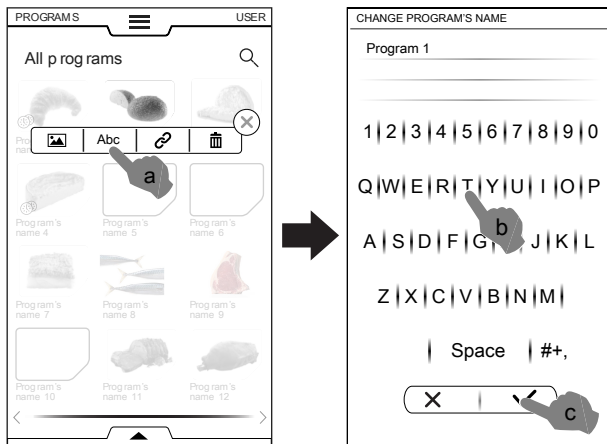 PROGRAMS USER
All p rog rams
Abc
a
Prog ram's name 4
Prog ram's name 5
Prog ram's name 6
Prog ram's name 7
Prog ram's name 8
Prog ram's name 9
Prog ram's name 10
Prog ram's name 11
Prog ram's name 12
CHANGE PROGRAM'S NAME
Program 1
1 2 3 4 5 6 7 8 9 0
Q W E R T Y U I O P
b
A S D F G J K L
Z X C V B N M
Space #+,
c